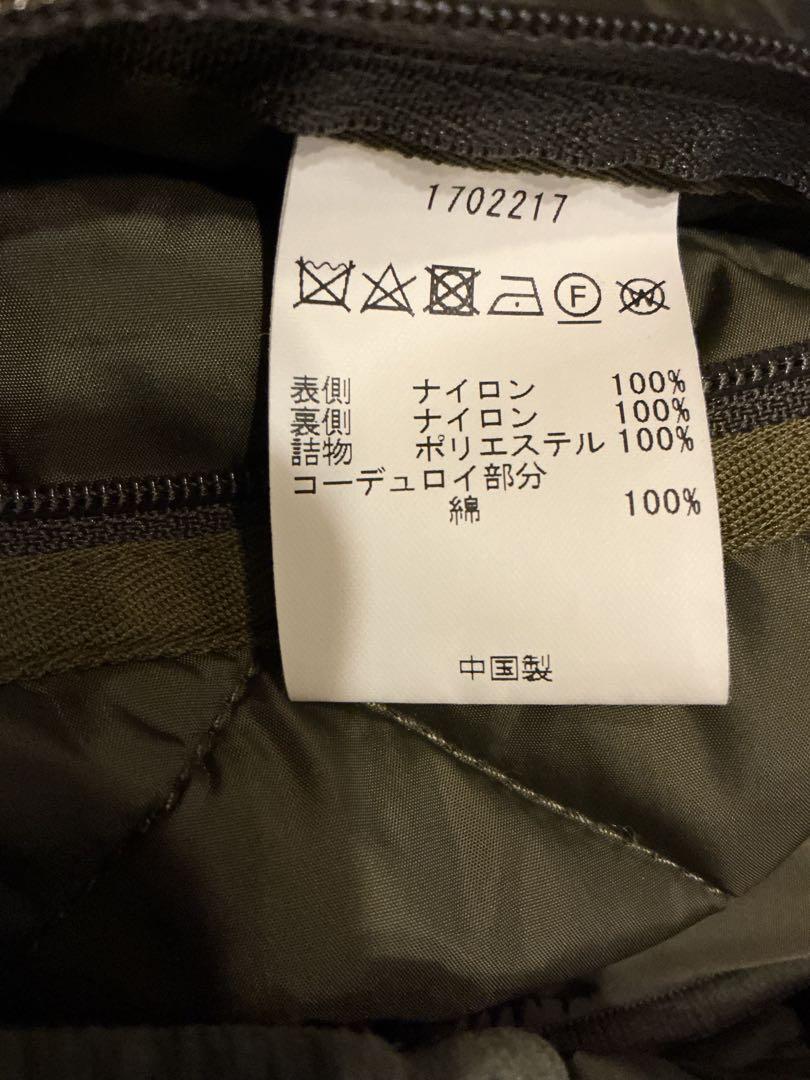 1702217
F W
表側 ナイロン 100%
裏側 ナイロン 100%
詰物 ポリエステル 100%
コーデュロイ部分
綿 100%
中国製